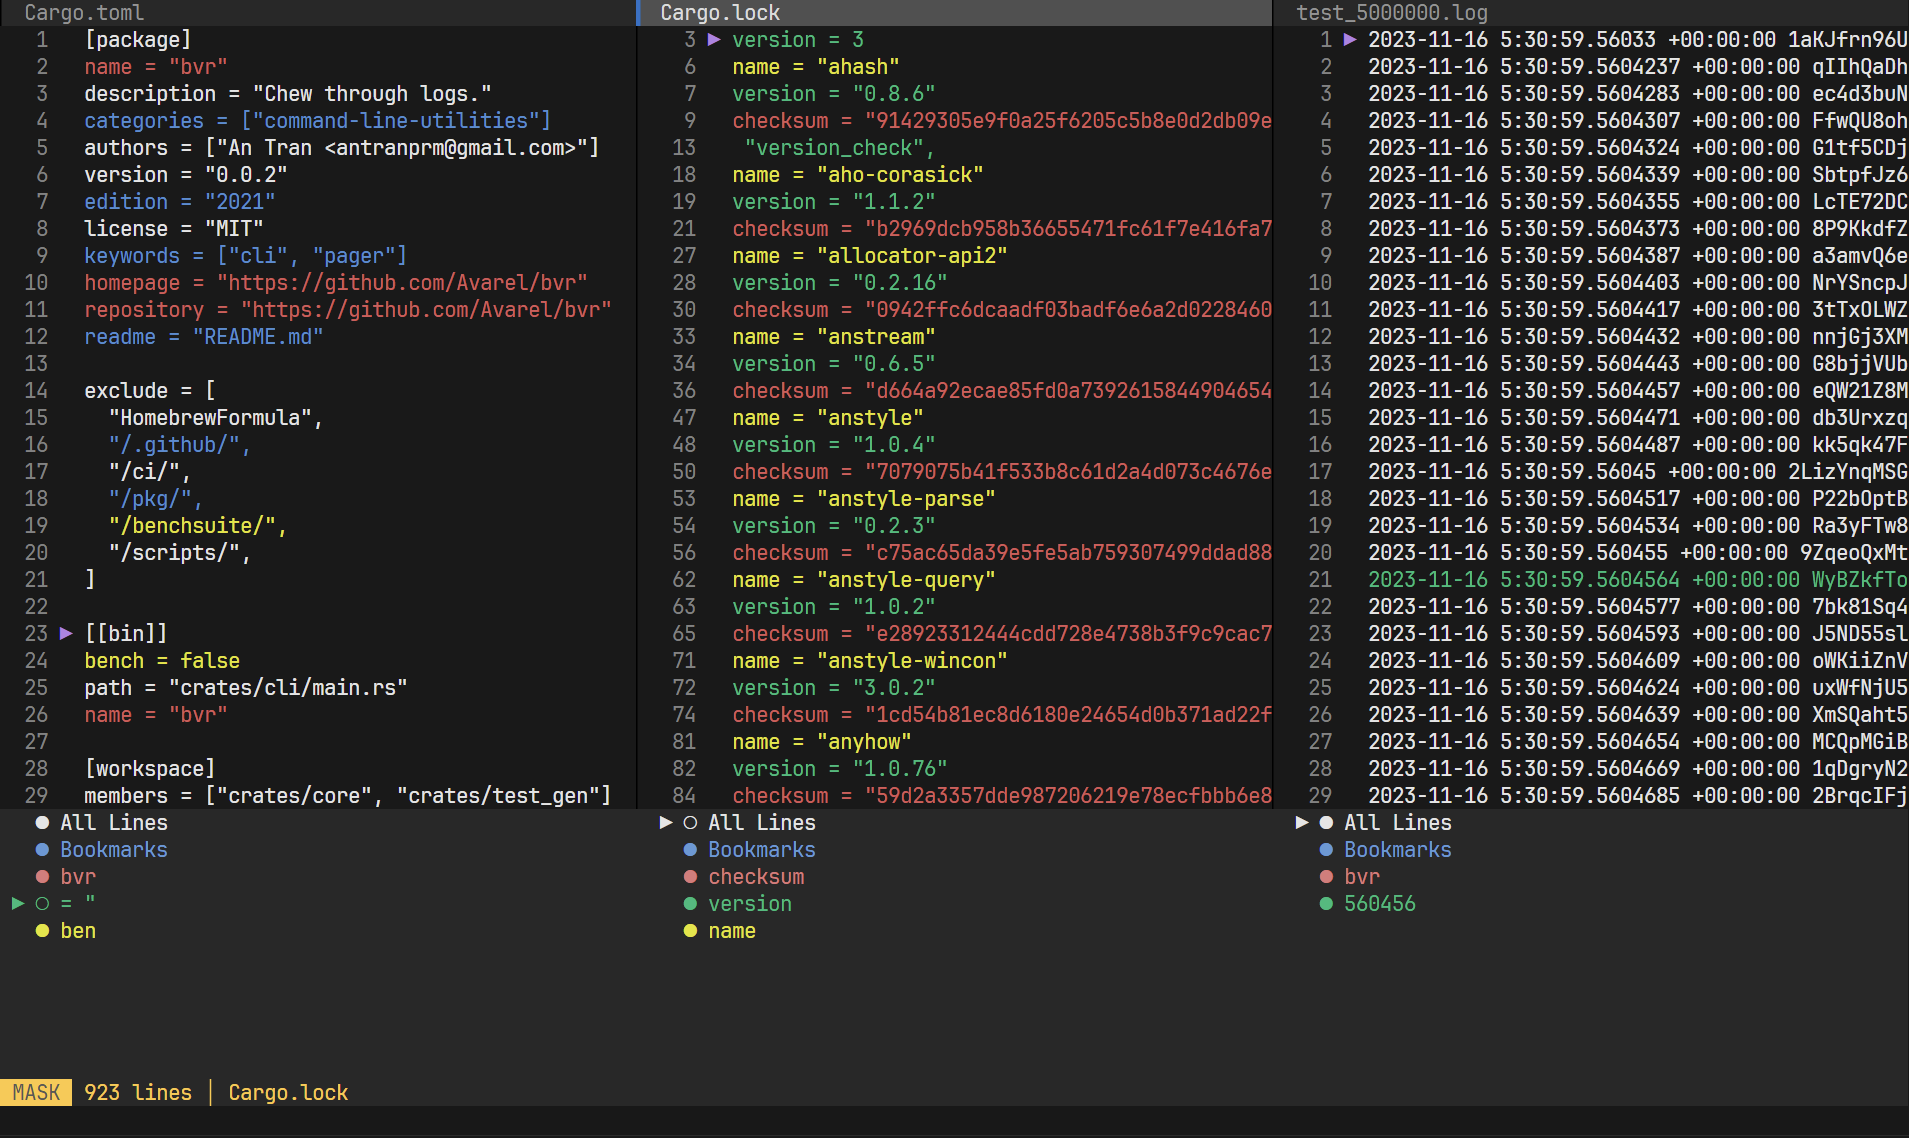 Cargo.toml
1 [package]
2 name = "bvr"
3 description = "Chew through logs."
4 categories = ["command-line-utilities"]
5 authors = ["An Tran <antranprm@gmail.com>"]
6 version = "0.0.2"
7 edition = "2021"
8 license = "MIT"
9 keywords = ["cli", "pager"]
10 homepage = "https://github.com/Avarel/bvr"
11 repository = "https://github.com/Avarel/bvr"
12 readme = "README.md"
13
14 exclude = [
15 "HomebrewFormula",
16 "/.github/",
17 "/ci/",
18 "/pkg/",
19 "/benchsuite/",
20 "/scripts/",
21 ]
22
23 ▶ [[bin]]
24 bench = false
25 path = "crates/cli/main.rs"
26 name = "bvr"
27
28 [workspace]
29 members = ["crates/core", "crates/test_gen"]
● All Lines
● Bookmarks
● bvr
▶ ○ = "
● ben
Cargo.lock
3 ▶ version = 3
6 name = "ahash"
7 version = "0.8.6"
9 checksum = "91429305e9f0a25f6205c5b8e0d2db09e
13 "version_check",
18 name = "aho-corasick"
19 version = "1.1.2"
21 checksum = "b2969dcb958b36655471fc61f7e416fa7
27 name = "allocator-api2"
28 version = "0.2.16"
30 checksum = "0942ffc6dcaadf03badf6e6a2d0228460
33 name = "anstream"
34 version = "0.6.5"
36 checksum = "d664a92ecae85fd0a7392615844904654
47 name = "anstyle"
48 version = "1.0.4"
50 checksum = "7079075b41f533b8c61d2a4d073c4676e
53 name = "anstyle-parse"
54 version = "0.2.3"
56 checksum = "c75ac65da39e5fe5ab759307499ddad88
62 name = "anstyle-query"
63 version = "1.0.2"
65 checksum = "e28923312444cdd728e4738b3f9c9cac7
71 name = "anstyle-wincon"
72 version = "3.0.2"
74 checksum = "1cd54b81ec8d6180e24654d0b371ad22f
81 name = "anyhow"
82 version = "1.0.76"
84 checksum = "59d2a3357dde987206219e78ecfbbb6e8
▶ ○ All Lines
● Bookmarks
● checksum
● version
● name
test_5000000.log
1 ▶ 2023-11-16 5:30:59.56033 +00:00:00 1aKJfrn96U
2 2023-11-16 5:30:59.5604237 +00:00:00 qIIhQaDh
3 2023-11-16 5:30:59.5604283 +00:00:00 ec4d3buN
4 2023-11-16 5:30:59.5604307 +00:00:00 FfwQU8oh
5 2023-11-16 5:30:59.5604324 +00:00:00 G1tf5CDj
6 2023-11-16 5:30:59.5604339 +00:00:00 SbtpfJz6
7 2023-11-16 5:30:59.5604355 +00:00:00 LcTE72DC
8 2023-11-16 5:30:59.5604373 +00:00:00 8P9KkdfZ
9 2023-11-16 5:30:59.5604387 +00:00:00 a3amvQ6e
10 2023-11-16 5:30:59.5604403 +00:00:00 NrYSncpJ
11 2023-11-16 5:30:59.5604417 +00:00:00 3tTxOLWZ
12 2023-11-16 5:30:59.5604432 +00:00:00 nnjGj3XM
13 2023-11-16 5:30:59.5604443 +00:00:00 G8bjjVUb
14 2023-11-16 5:30:59.5604457 +00:00:00 eQW21Z8M
15 2023-11-16 5:30:59.5604471 +00:00:00 db3Urxzq
16 2023-11-16 5:30:59.5604487 +00:00:00 kk5qk47F
17 2023-11-16 5:30:59.56045 +00:00:00 2LizYnqMSG
18 2023-11-16 5:30:59.5604517 +00:00:00 P22bOptB
19 2023-11-16 5:30:59.5604534 +00:00:00 Ra3yFTw8
20 2023-11-16 5:30:59.560455 +00:00:00 9ZqeoQxMt
21 2023-11-16 5:30:59.5604564 +00:00:00 WyBZkfTo
22 2023-11-16 5:30:59.5604577 +00:00:00 7bk81Sq4
23 2023-11-16 5:30:59.5604593 +00:00:00 J5ND55sl
24 2023-11-16 5:30:59.5604609 +00:00:00 oWKiiZnV
25 2023-11-16 5:30:59.5604624 +00:00:00 uxWfNjU5
26 2023-11-16 5:30:59.5604639 +00:00:00 XmSQaht5
27 2023-11-16 5:30:59.5604654 +00:00:00 MCQpMGiB
28 2023-11-16 5:30:59.5604669 +00:00:00 1qDgryN2
29 2023-11-16 5:30:59.5604685 +00:00:00 2BrqcIFj
▶ ● All Lines
● Bookmarks
● bvr
● 560456
MASK 923 lines │ Cargo.lock